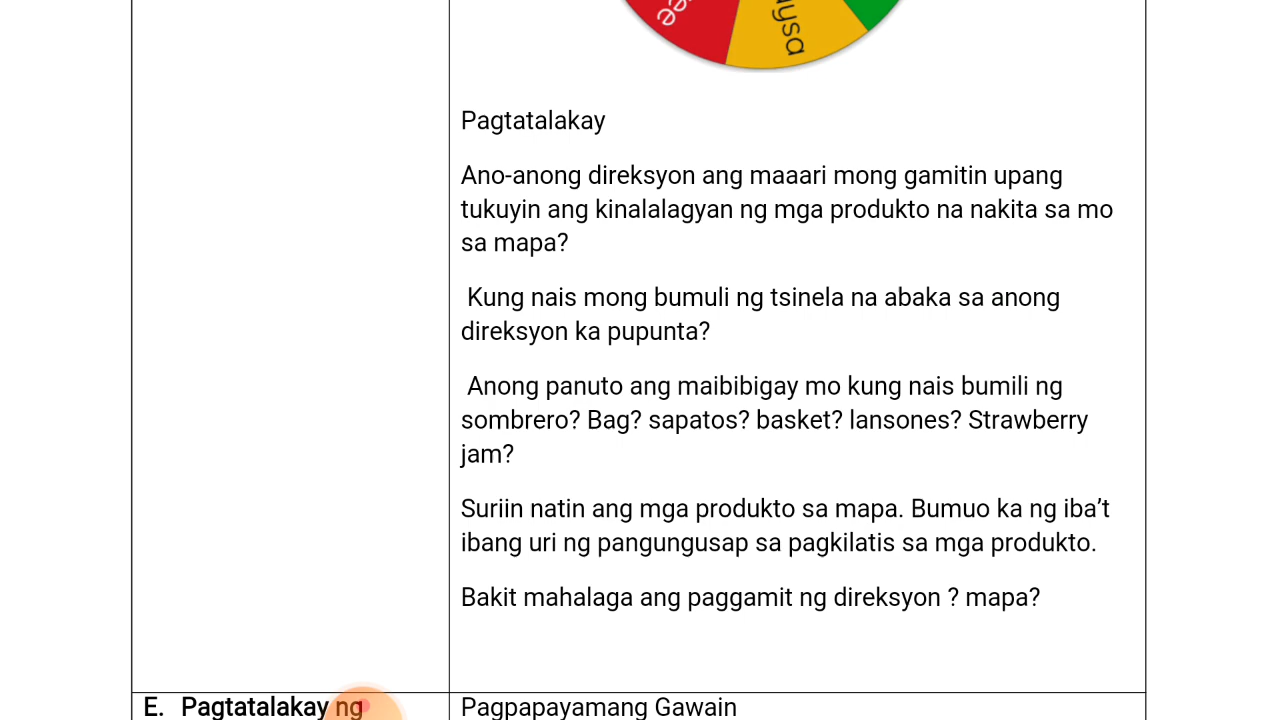 Pagtatalakay
Ano-anong direksyon ang maaari mong gamitin upang
tukuyin ang kinalalagyan ng mga produkto na nakita sa mo
sa mapa?
Kung nais mong bumuli ng tsinela na abaka sa anong
direksyon ka pupunta?
Anong panuto ang maibibigay mo kung nais bumili ng
sombrero? Bag? sapatos? basket? lansones? Strawberry
jam?
Suriin natin ang mga produkto sa mapa. Bumuo ka ng iba’t
ibang uri ng pangungusap sa pagkilatis sa mga produkto.
Bakit mahalaga ang paggamit ng direksyon ? mapa?
E. Pagtatalakay ng
Pagpapayamang Gawain